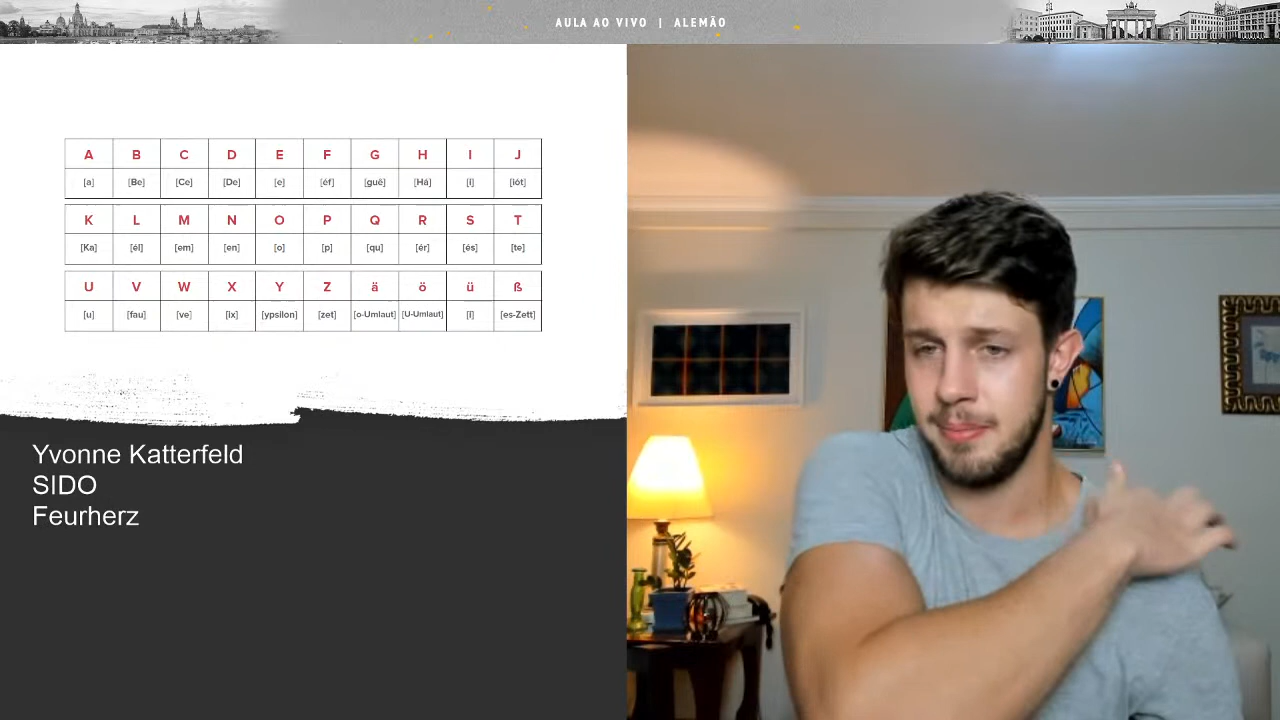 AULA AO VIVO | ALEMÃO
A B C D E F G H I J
[a] [Be] [Ce] [De] [e] [éf] [guê] [Há] [i] [iót]
K L M N O P Q R S T
[Ka] [él] [em] [en] [o] [p] [qu] [ér] [és] [te]
U V W X Y Z ä ö ü ß
[u] [fau] [ve] [ix] [ypsilon] [zet] [o-Umlaut] [U-Umlaut] [i] [es-Zett]
Yvonne Katterfeld
SIDO
Feurherz